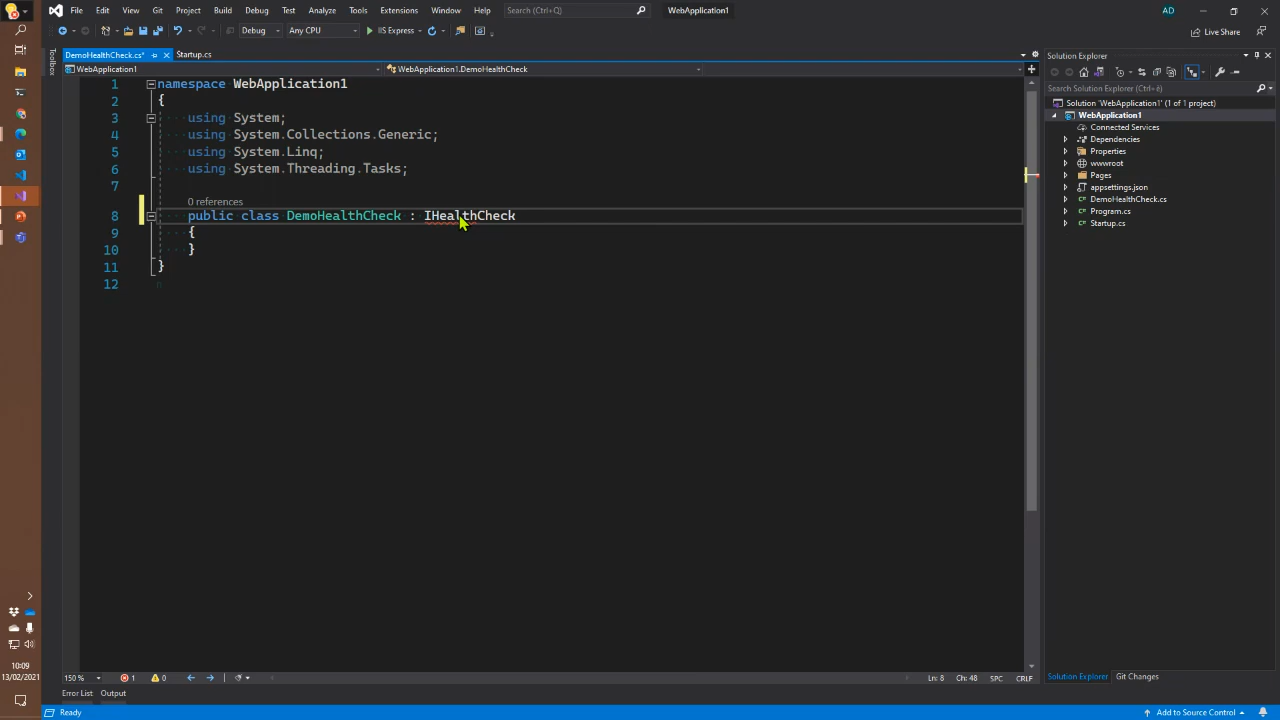 File Edit View Git Project Build Debug Test Analyze Tools Extensions Window Help Search (Ctrl+Q) WebApplication1 AD
Debug Any CPU IIS Express Live Share
DemoHealthCheck.cs* Startup.cs
WebApplication1 WebApplication1.DemoHealthCheck
Toolbox
1 namespace WebApplication1
2 {
3 using System;
4 using System.Collections.Generic;
5 using System.Linq;
6 using System.Threading.Tasks;
7
0 references
8 public class DemoHealthCheck : IHealthCheck
9 {
10 }
11 }
12
Solution Explorer
Search Solution Explorer (Ctrl+è)
Solution 'WebApplication1' (1 of 1 project)
WebApplication1
Connected Services
Dependencies
Properties
wwwroot
Pages
appsettings.json
DemoHealthCheck.cs
Program.cs
Startup.cs
150 % 1 0 Ln: 8 Ch: 48 SPC CRLF
Solution Explorer Git Changes
Error List Output
Ready Add to Source Control
10:09
13/02/2021